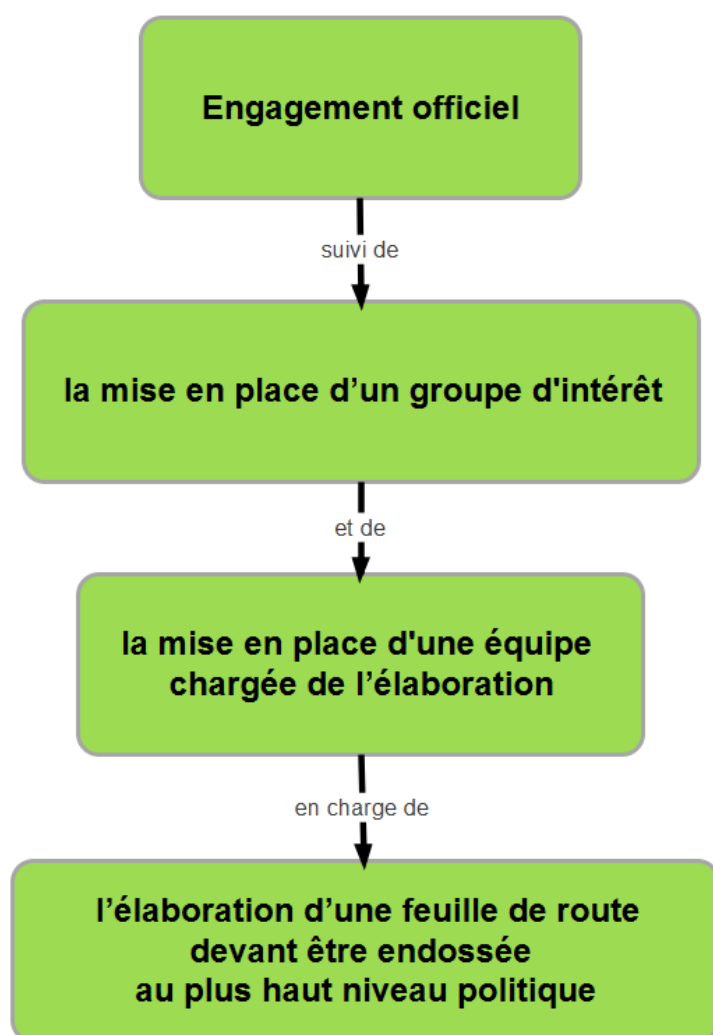 Engagement officiel
suivi de
la mise en place d’un groupe d'intérêt
et de
la mise en place d'une équipe
chargée de l’élaboration
en charge de
l’élaboration d’une feuille de route
devant être endossée
au plus haut niveau politique